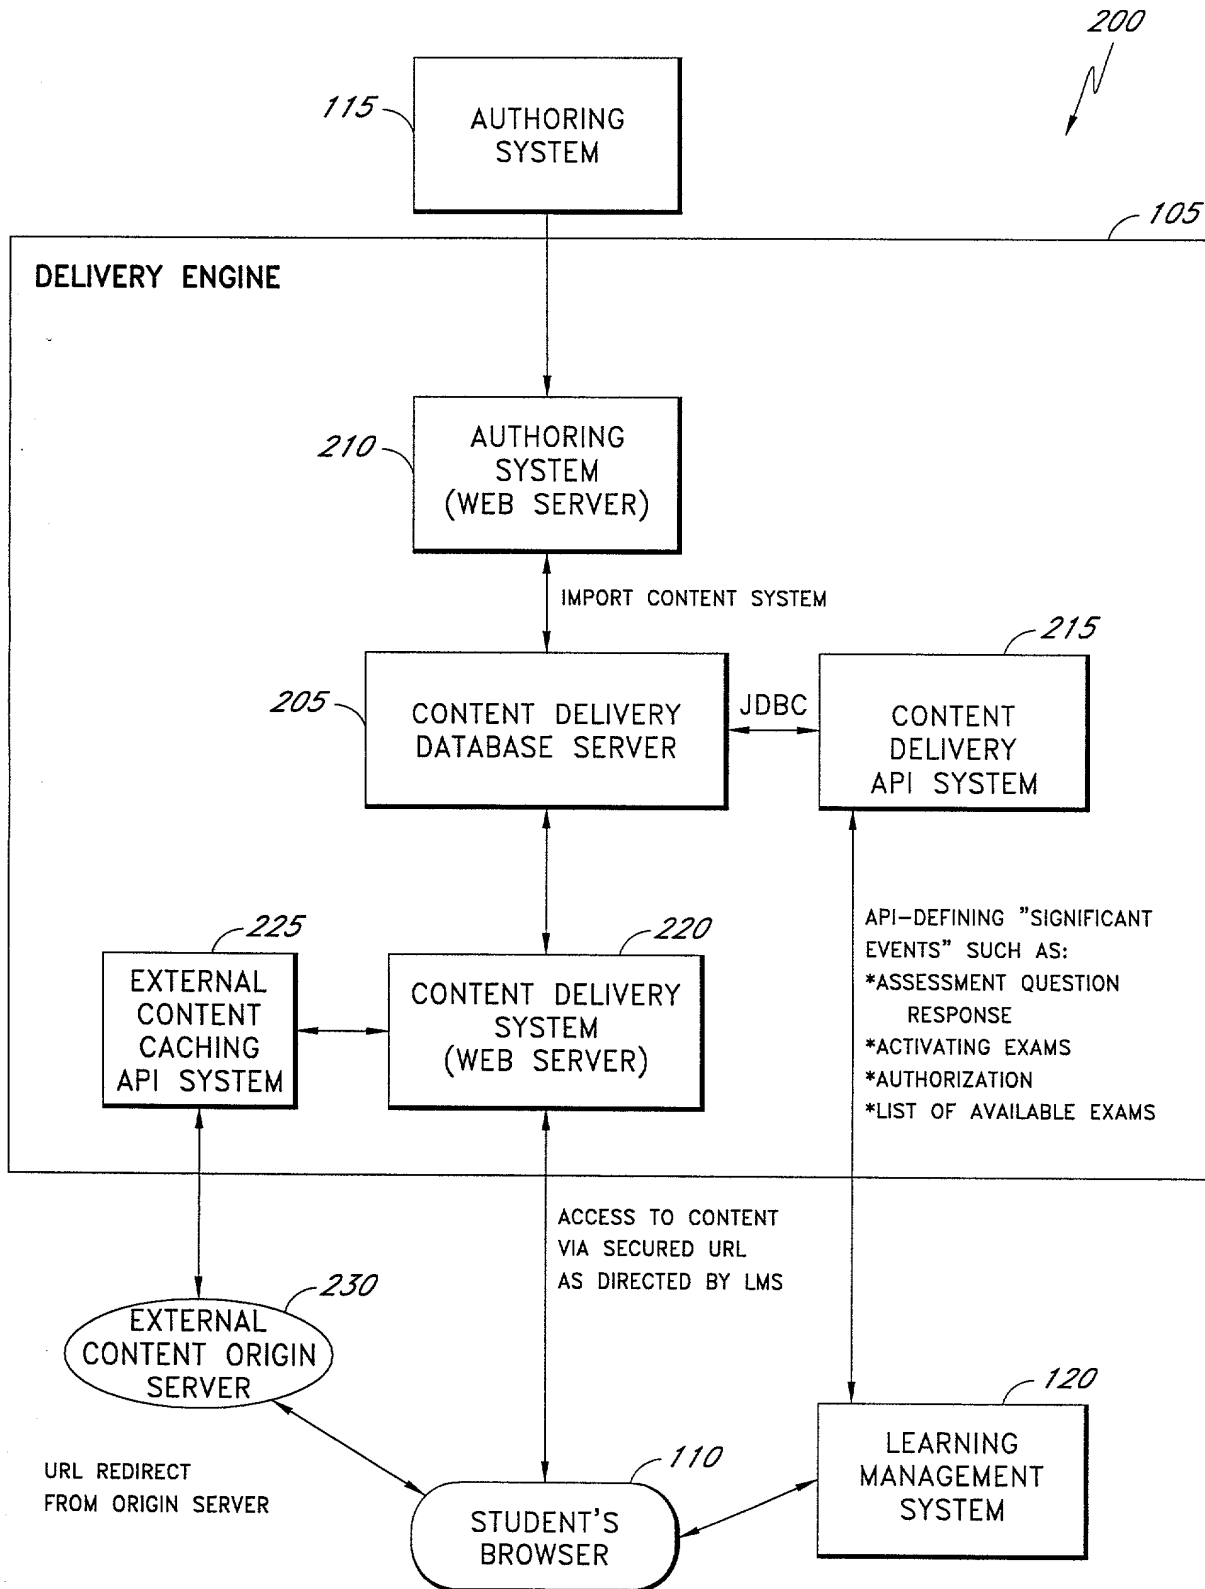 200
115
AUTHORING
SYSTEM
105
DELIVERY ENGINE
210
AUTHORING
SYSTEM
(WEB SERVER)
IMPORT CONTENT SYSTEM
215
205
CONTENT DELIVERY
DATABASE SERVER
JDBC
CONTENT
DELIVERY
API SYSTEM
225
EXTERNAL
CONTENT
CACHING
API SYSTEM
220
CONTENT DELIVERY
SYSTEM
(WEB SERVER)
API-DEFINING "SIGNIFICANT
EVENTS" SUCH AS:
*ASSESSMENT QUESTION
RESPONSE
*ACTIVATING EXAMS
*AUTHORIZATION
*LIST OF AVAILABLE EXAMS
ACCESS TO CONTENT
VIA SECURED URL
AS DIRECTED BY LMS
230
EXTERNAL
CONTENT ORIGIN
SERVER
URL REDIRECT
FROM ORIGIN SERVER
110
STUDENT'S
BROWSER
120
LEARNING
MANAGEMENT
SYSTEM